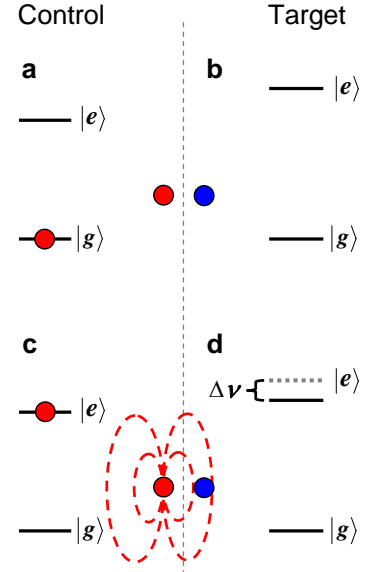 Control Target
a b
|e⟩ |e⟩
|g⟩ |g⟩
c d
|e⟩ Δν |e⟩
|g⟩ |g⟩